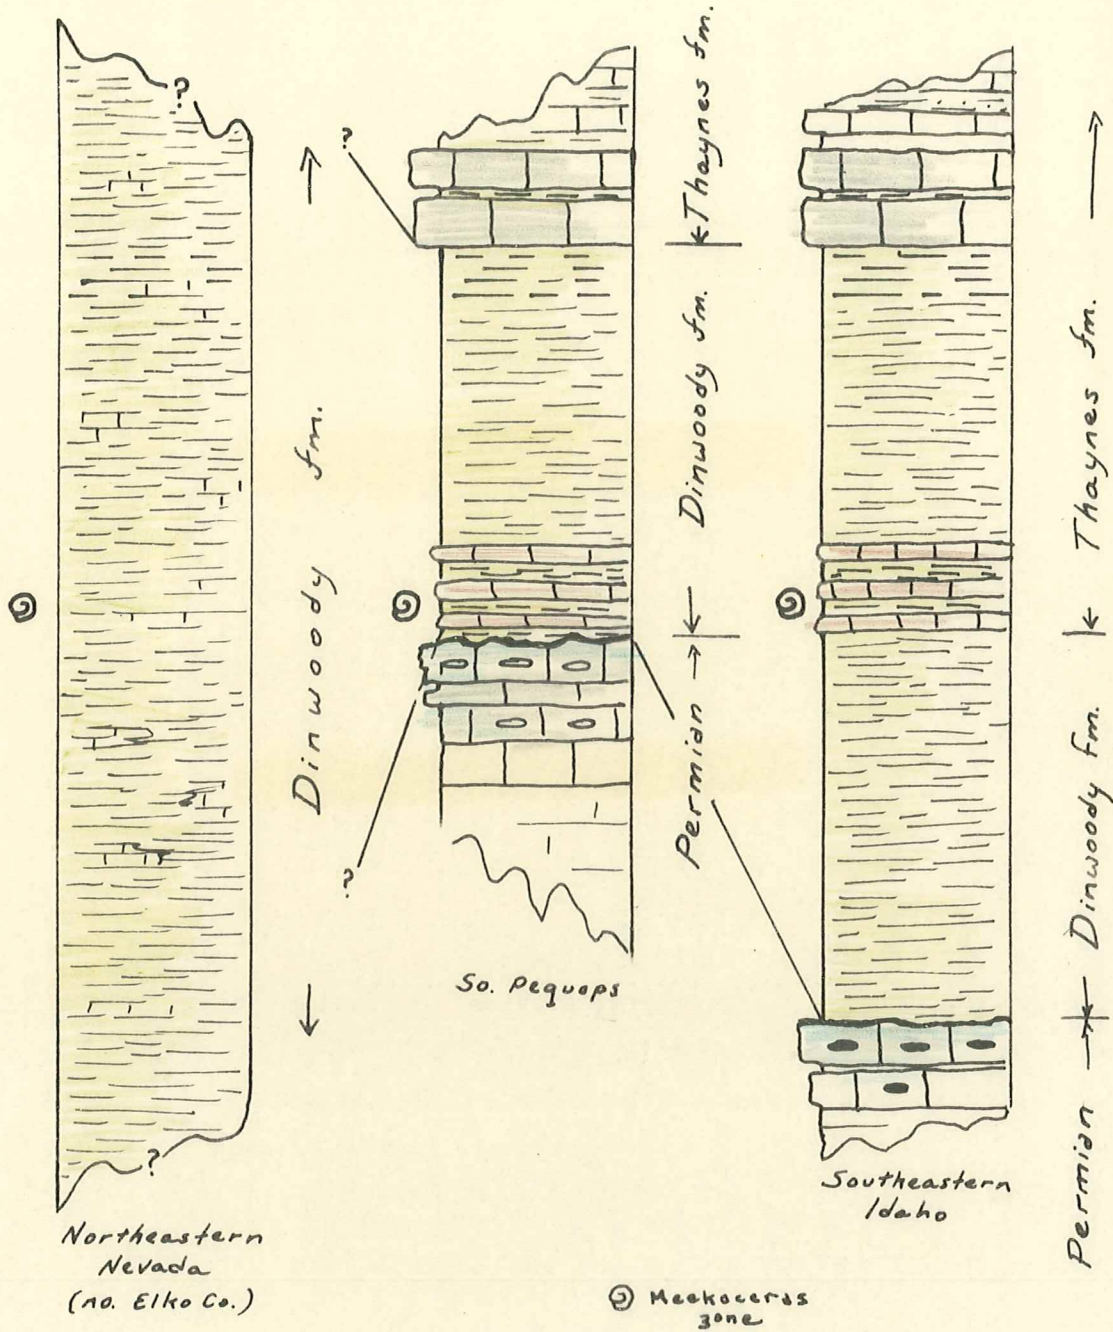 ?
?
Dinwoody fm.
Northeastern
Nevada
(no. Elko Co.)
?
?
Thaynes fm.
Dinwoody fm.
Permian
So. Pequops
Thaynes fm.
Dinwoody fm.
Permian
Southeastern
Idaho
Meekoceras
zone